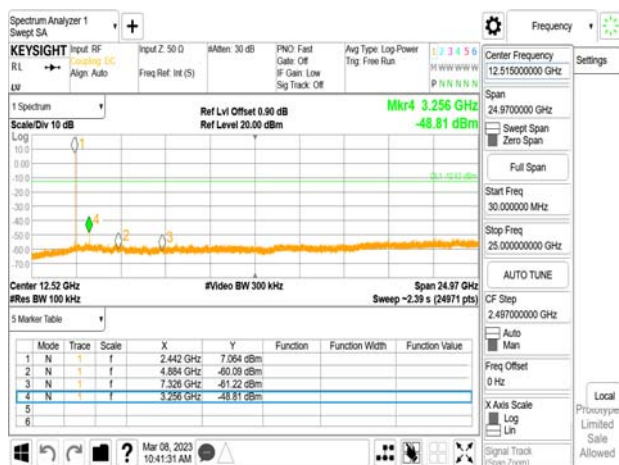 Spectrum Analyzer 1
Swept SA
+
Frequency
KEYSIGHT
Input: RF
Coupling: DC
Align: Auto
Input Z: 50 Ω
Freq Ref: Int (S)
#Atten: 30 dB
PNO: Fast
Gate: Off
IF Gain: Low
Sig Track: Off
Avg Type: Log-Power
Trig: Free Run
1 2 3 4 5 6
M W W W W W
P N N N N N
RL
LV
1 Spectrum
Scale/Div 10 dB
Log
Ref Lvl Offset 0.90 dB
Ref Level 20.00 dBm
Mkr4 3.256 GHz
-48.81 dBm
10.0
0.00
-10.0
-20.0
-30.0
-40.0
-50.0
-60.0
-70.0
1
4
2
3
Center 12.52 GHz
#Res BW 100 kHz
#Video BW 300 kHz
Span 24.97 GHz
Sweep ~2.39 s (24971 pts)
5 Marker Table
Mode Trace Scale X Y Function Function Width Function Value
1 N 1 f 2.442 GHz 7.064 dBm
2 N 1 f 4.884 GHz -60.09 dBm
3 N 1 f 7.326 GHz -61.22 dBm
4 N 1 f 3.256 GHz -48.81 dBm
5
6
Mar 08, 2023
10:41:31 AM
Center Frequency
12.515000000 GHz
Settings
Span
24.9700000 GHz
Swept Span
Zero Span
Full Span
Start Freq
30.000000 MHz
Stop Freq
25.000000000 GHz
AUTO TUNE
CF Step
2.497000000 GHz
Auto
Man
Freq Offset
0 Hz
X Axis Scale
Log
Lin
Signal Track
(Span Zoom)
Local
Prototype
Limited
Sale
Allowed